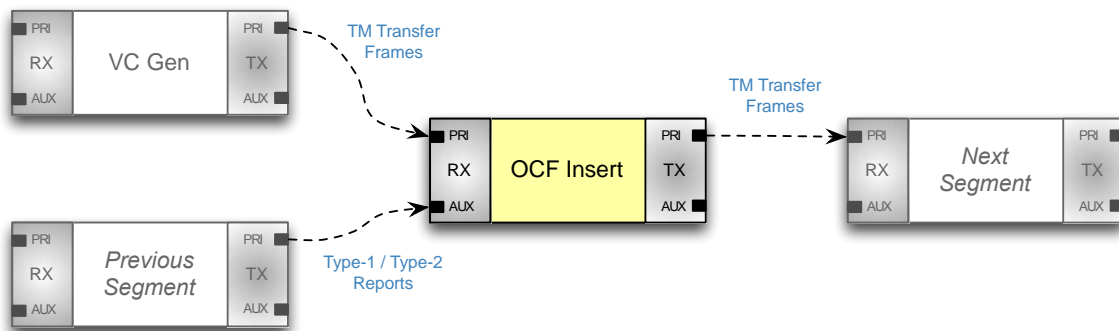 PRI
RX
AUX
VC Gen
PRI
TX
AUX
TM Transfer
Frames
PRI
RX
AUX
OCF Insert
PRI
TX
AUX
TM Transfer
Frames
PRI
RX
AUX
Next
Segment
PRI
TX
AUX
PRI
RX
AUX
Previous
Segment
PRI
TX
AUX
Type-1 / Type-2
Reports